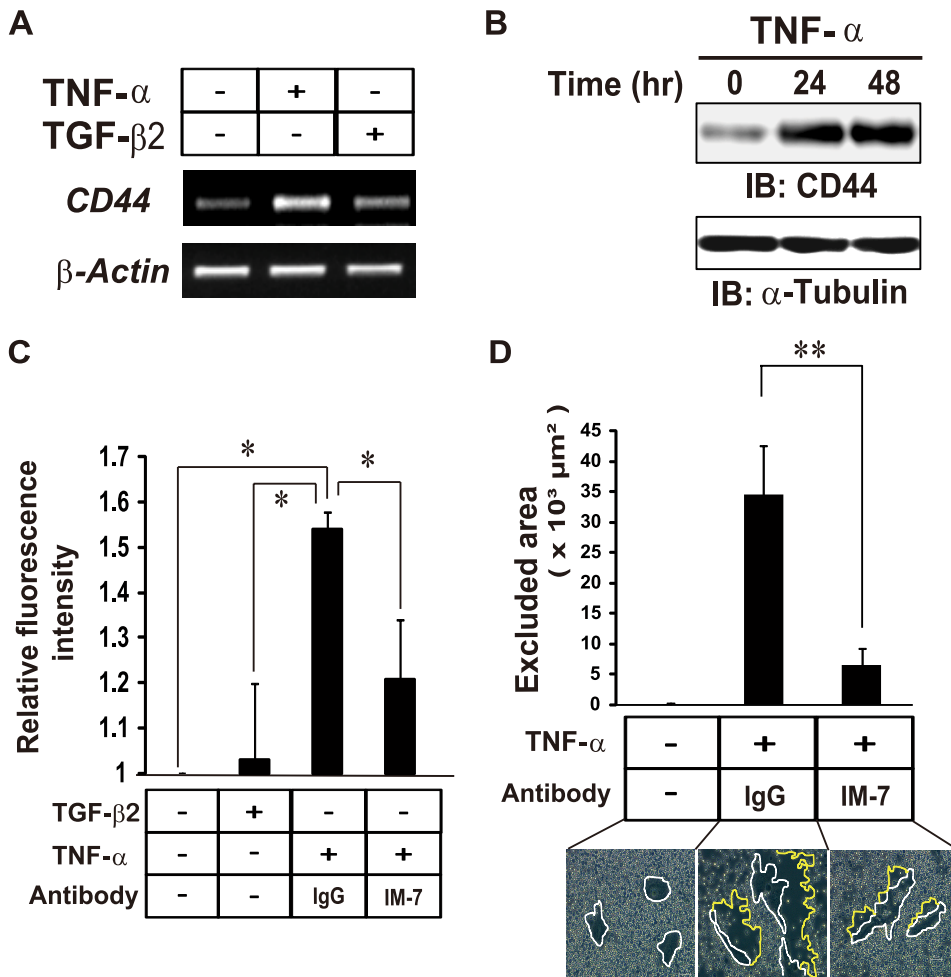 A
TNF-α - + -
TGF-β2 - - +
CD44
β-Actin
B
TNF- α
Time (hr) 0 24 48
IB: CD44
IB: α-Tubulin
C
Relative fluorescence
intensity
1.7
1.6
1.5
1.4
1.3
1.2
1.1
1
* * *
TGF-β2 - + - -
TNF-α - - + +
Antibody - - IgG IM-7
D
**
Excluded area
( x 10³ µm² )
45
40
35
30
25
20
15
10
5
0
TNF-α - + +
Antibody - IgG IM-7